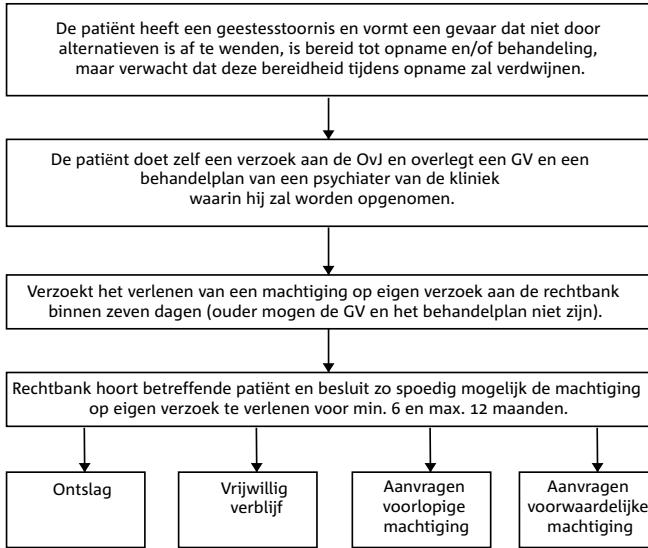 De patiënt heeft een geestesstoornis en vormt een gevaar dat niet door
alternatieven is af te wenden, is bereid tot opname en/of behandeling,
maar verwacht dat deze bereidheid tijdens opname zal verdwijnen.
De patiënt doet zelf een verzoek aan de OvJ en overlegt een GV en een
behandelplan van een psychiater van de kliniek
waarin hij zal worden opgenomen.
Verzoekt het verlenen van een machtiging op eigen verzoek aan de rechtbank
binnen zeven dagen (ouder mogen de GV en het behandelplan niet zijn).
Rechtbank hoort betreffende patiënt en besluit zo spoedig mogelijk de machtiging
op eigen verzoek te verlenen voor min. 6 en max. 12 maanden.
Ontslag
Vrijwillig
verblijf
Aanvragen
voorlopige
machtiging
Aanvragen
voorwaardelijke
machtiging